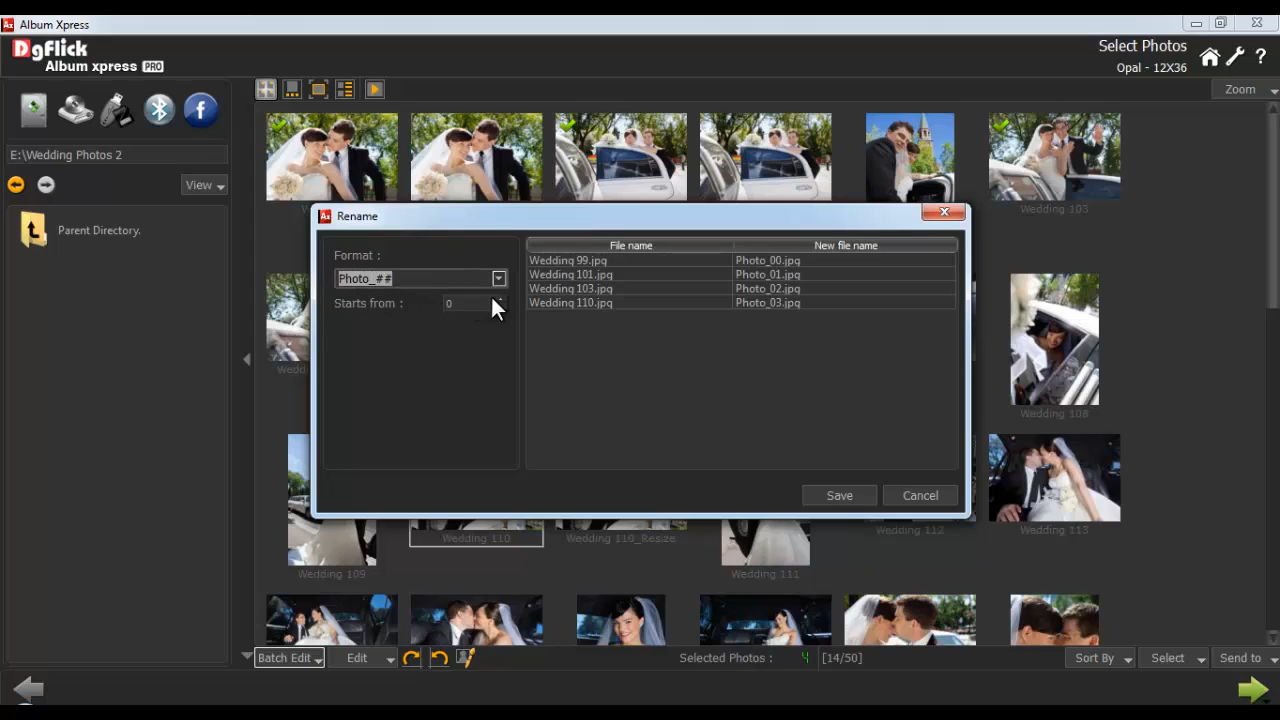 Album Xpress
DgFlick
Album xpress PRO
Select Photos
Opal - 12X36
?
f
Zoom
E:\Wedding Photos 2
View
Parent Directory.
Wedding 103
Rename
Format :
Photo_##
Starts from :
0
File name
New file name
Wedding 99.jpg
Photo_00.jpg
Wedding 101.jpg
Photo_01.jpg
Wedding 103.jpg
Photo_02.jpg
Wedding 110.jpg
Photo_03.jpg
Save
Cancel
Wedding 108
Wedding 110
Wedding 110_Resize
Wedding 112
Wedding 113
Wedding 109
Wedding 111
Batch Edit
Edit
Selected Photos :
4
[14/50]
Sort By
Select
Send to